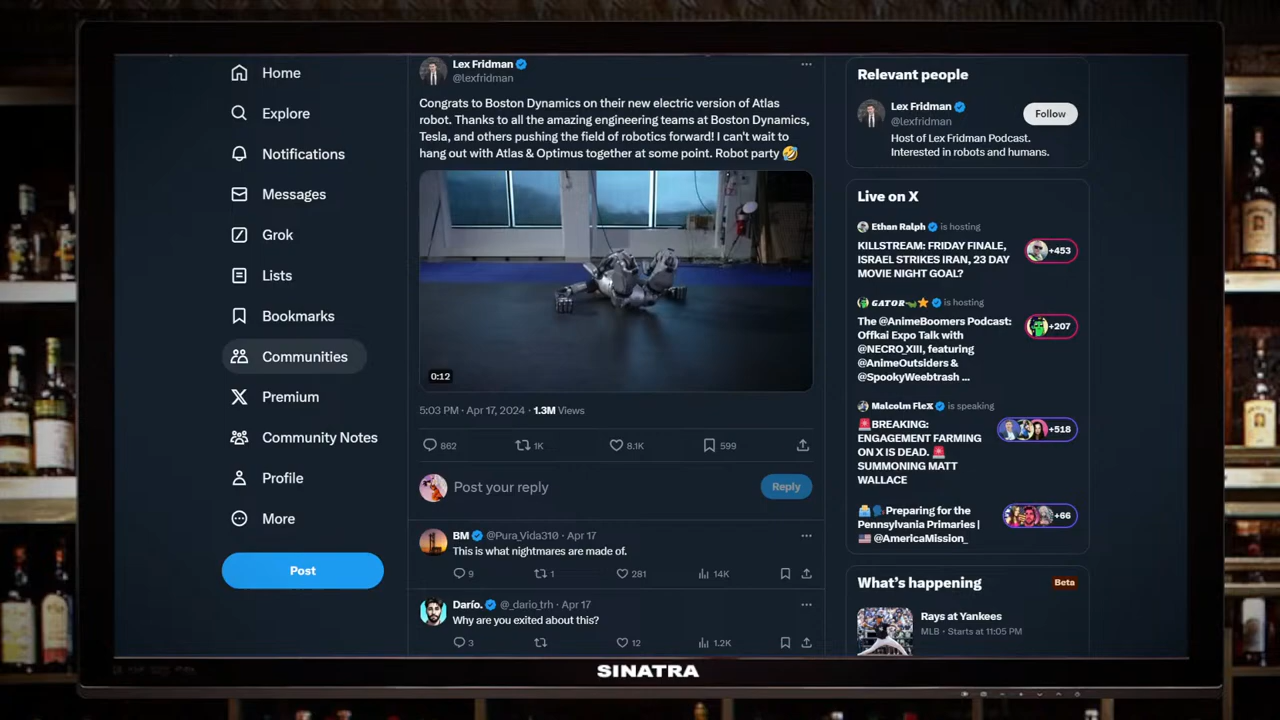 Home
Explore
Notifications
Messages
Grok
Lists
Bookmarks
Communities
Premium
Community Notes
Profile
More
Post
Lex Fridman
@lexfridman
Congrats to Boston Dynamics on their new electric version of Atlas
robot. Thanks to all the amazing engineering teams at Boston Dynamics,
Tesla, and others pushing the field of robotics forward! I can't wait to
hang out with Atlas & Optimus together at some point. Robot party 🤣
0:12
5:03 PM · Apr 17, 2024 · 1.3M Views
862 1K 8.1K 599
Post your reply
Reply
BM @Pura_Vida310 · Apr 17
This is what nightmares are made of.
9 1 281 14K
Darío. @_dario_trh · Apr 17
Why are you exited about this?
3 12 1.2K
Relevant people
Lex Fridman
@lexfridman
Follow
Host of Lex Fridman Podcast.
Interested in robots and humans.
Live on X
Ethan Ralph is hosting
KILLSTREAM: FRIDAY FINALE,
ISRAEL STRIKES IRAN, 23 DAY
MOVIE NIGHT GOAL?
+453
GATOR🐊⭐ is hosting
The @AnimeBoomers Podcast:
Offkai Expo Talk with
@NECRO_XIII, featuring
@AnimeOutsiders &
@SpookyWeebtrash ...
+207
Malcolm FleX is speaking
🚨BREAKING:
ENGAGEMENT FARMING
ON X IS DEAD. 🚨
SUMMONING MATT
WALLACE
+518
🗳️🗣️Preparing for the
Pennsylvania Primaries |
🇺🇸 @AmericaMission_
+66
What's happening
Beta
Rays at Yankees
MLB · Starts at 11:05 PM
SINATRA